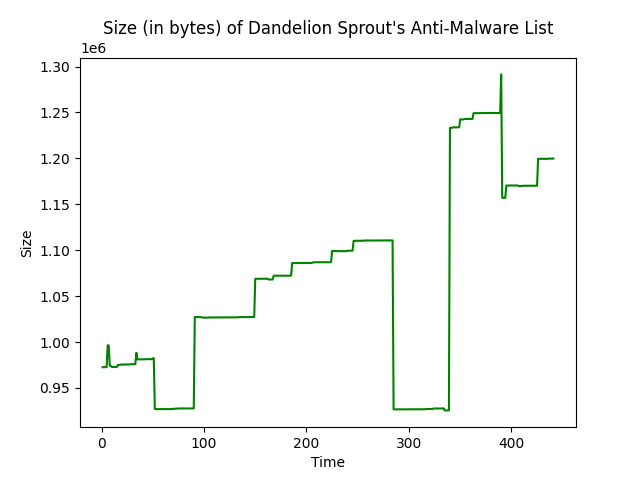 Size (in bytes) of Dandelion Sprout's Anti-Malware List
1e6
1.30
1.25
1.20
1.15
1.10
1.05
1.00
0.95
Size
0 100 200 300 400
Time